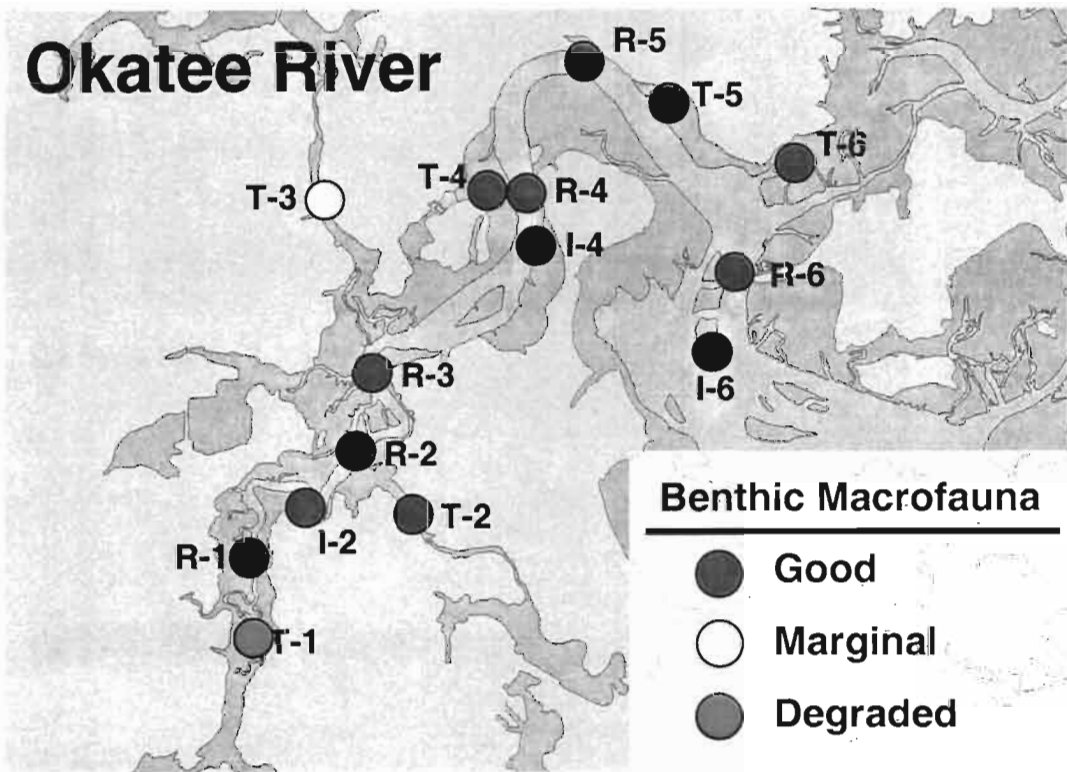 Okatee River
R-5
T-5
T-6
T-4
R-4
T-3
I-4
R-6
R-3
I-6
R-2
T-2
I-2
R-1
T-1
Benthic Macrofauna
Good
Marginal
Degraded